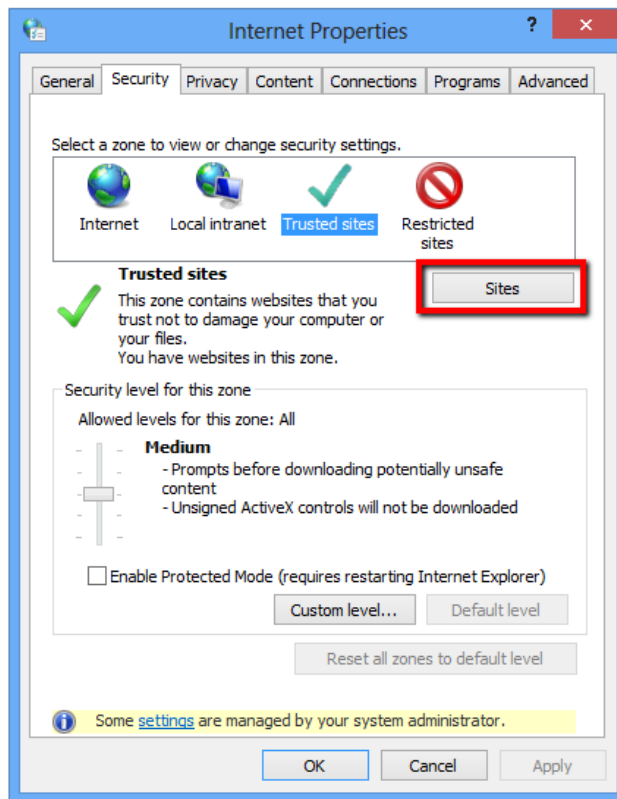 Internet Properties
?
General Security Privacy Content Connections Programs Advanced
Select a zone to view or change security settings.
Internet Local intranet Trusted sites Restricted
sites
Trusted sites
Sites
This zone contains websites that you
trust not to damage your computer or
your files.
You have websites in this zone.
Security level for this zone
Allowed levels for this zone: All
Medium
- Prompts before downloading potentially unsafe
content
- Unsigned ActiveX controls will not be downloaded
Enable Protected Mode (requires restarting Internet Explorer)
Custom level... Default level
Reset all zones to default level
Some settings are managed by your system administrator.
OK Cancel Apply